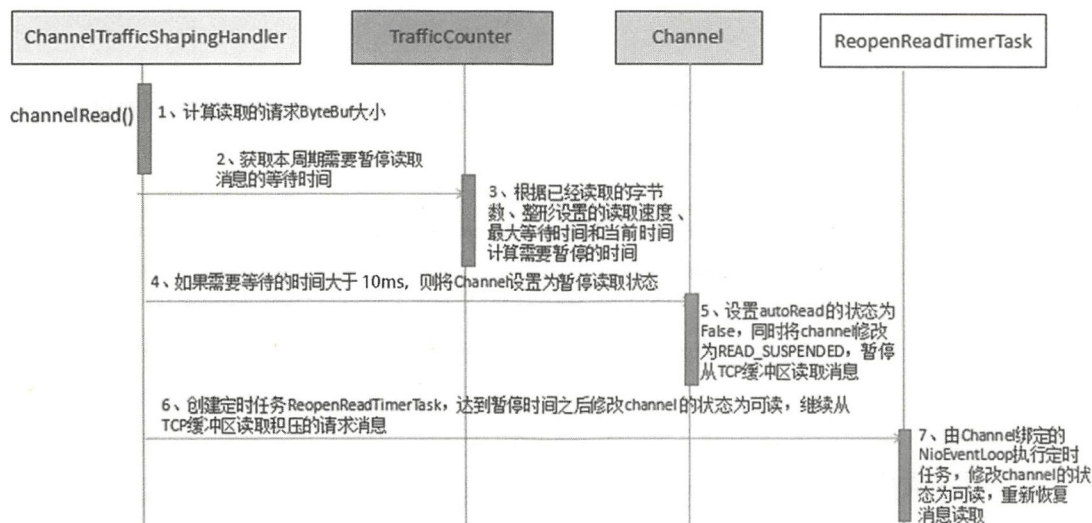 ChannelTrafficShapingHandler
TrafficCounter
Channel
ReopenReadTimerTask
channelRead()
1、计算读取的请求ByteBuf大小
2、获取本周期需要暂停读取
消息的等待时间
3、根据已经读取的字节
数、整形设置的读取速度、
最大等待时间和当前时间
计算需要暂停的时间
4、如果需要等待的时间大于 10ms，则将Channel设置为暂停读取状态
5、设置autoRead的状态为
False，同时将channel修改
为READ_SUSPENDED，暂停
从TCP缓冲区读取消息
6、创建定时任务ReopenReadTimerTask，达到暂停时间之后修改channel的状态为可读，继续从
TCP缓冲区读取积压的请求消息
7、由Channel绑定的
NioEventLoop执行定时
任务，修改channel的状
态为可读，重新恢复
消息读取